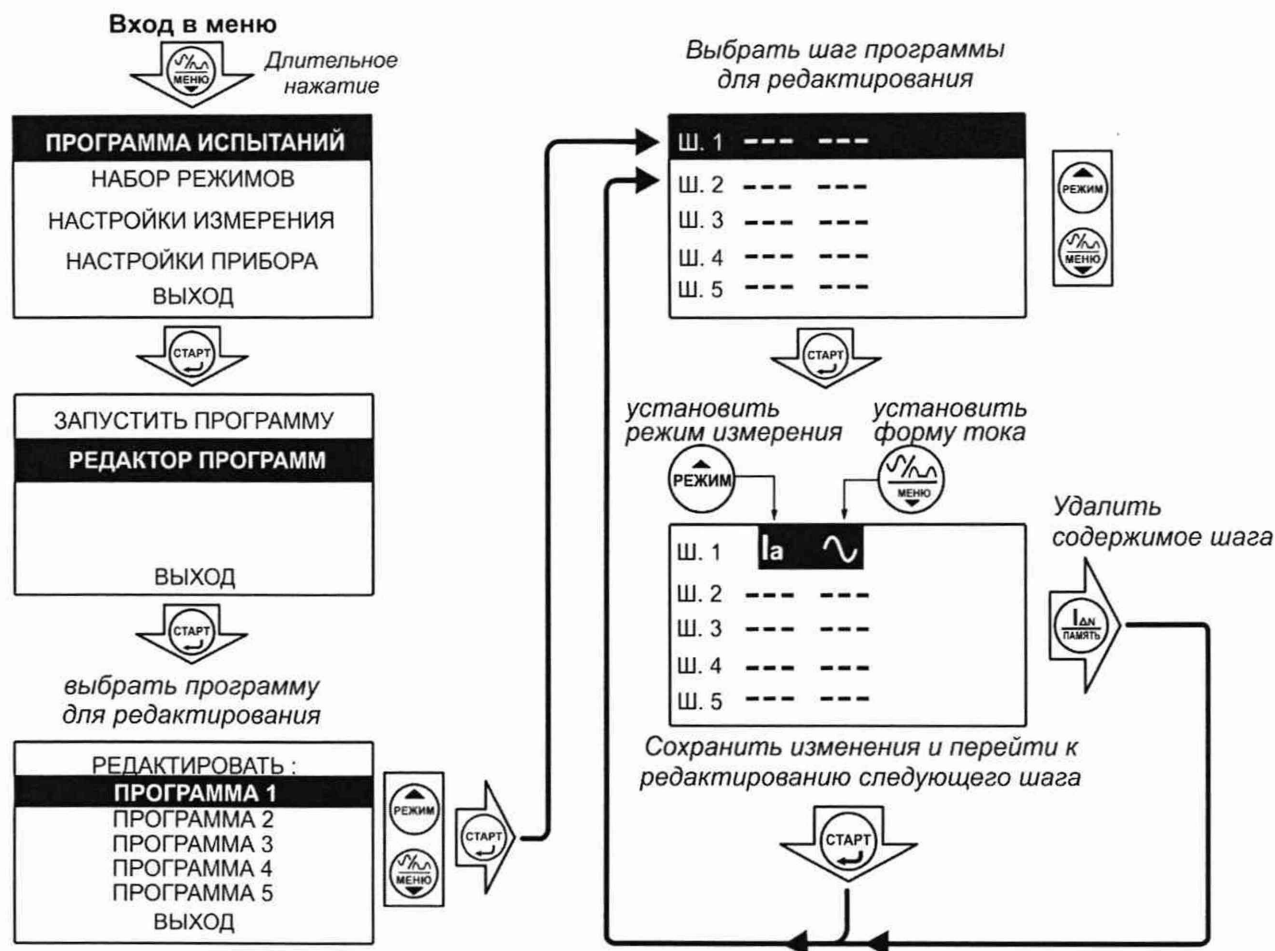 Вход в меню
МЕНЮ
Длительное
нажатие
ПРОГРАММА ИСПЫТАНИЙ
НАБОР РЕЖИМОВ
НАСТРОЙКИ ИЗМЕРЕНИЯ
НАСТРОЙКИ ПРИБОРА
ВЫХОД
СТАРТ
ЗАПУСТИТЬ ПРОГРАММУ
РЕДАКТОР ПРОГРАММ
ВЫХОД
СТАРТ
выбрать программу
для редактирования
РЕДАКТИРОВАТЬ :
ПРОГРАММА 1
ПРОГРАММА 2
ПРОГРАММА 3
ПРОГРАММА 4
ПРОГРАММА 5
ВЫХОД
РЕЖИМ
МЕНЮ
СТАРТ
Выбрать шаг программы
для редактирования
Ш. 1 --- ---
Ш. 2 --- ---
Ш. 3 --- ---
Ш. 4 --- ---
Ш. 5 --- ---
РЕЖИМ
МЕНЮ
СТАРТ
установить
режим измерения
установить
форму тока
РЕЖИМ
МЕНЮ
Ш. 1 Ia
Ш. 2 --- ---
Ш. 3 --- ---
Ш. 4 --- ---
Ш. 5 --- ---
Удалить
содержимое шага
IΔN
ПАМЯТЬ
Сохранить изменения и перейти к
редактированию следующего шага
СТАРТ